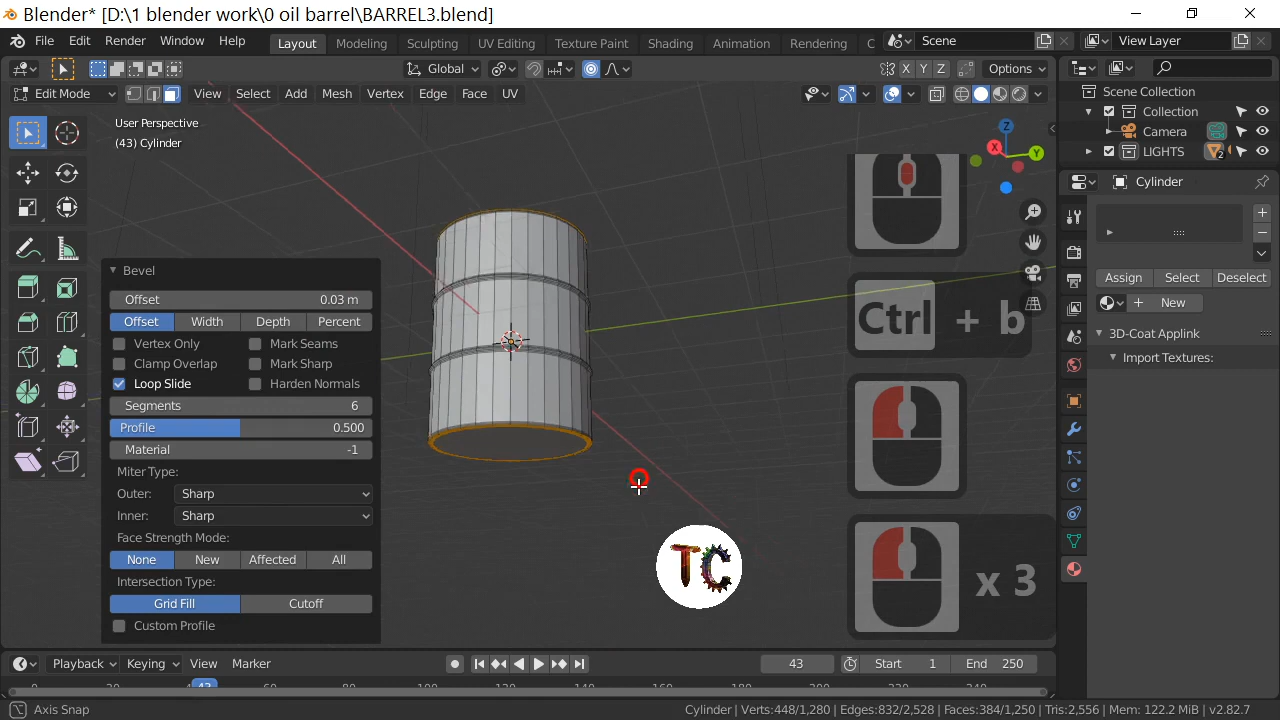 Blender* [D:\1 blender work\0 oil barrel\BARREL3.blend]
File Edit Render Window Help Layout Modeling Sculpting UV Editing Texture Paint Shading Animation Rendering C Scene View Layer
Global X Y Z Options
Edit Mode View Select Add Mesh Vertex Edge Face UV
User Perspective
(43) Cylinder
Z
X
Y
Scene Collection
Collection
Camera
LIGHTS
2
Cylinder
Assign Select Deselect
New
3D-Coat Applink
Import Textures:
Bevel
Offset 0.03 m
Offset Width Depth Percent
Vertex Only Mark Seams
Clamp Overlap Mark Sharp
Loop Slide Harden Normals
Segments 6
Profile 0.500
Material -1
Miter Type:
Outer: Sharp
Inner: Sharp
Face Strength Mode:
None New Affected All
Intersection Type:
Grid Fill Cutoff
Custom Profile
Ctrl + b
x 3
TC
Playback Keying View Marker 43 Start 1 End 250
43
Axis Snap
Cylinder | Verts:448/1,280 | Edges:832/2,528 | Faces:384/1,250 | Tris:2,556 | Mem: 122.2 MiB | v2.82.7